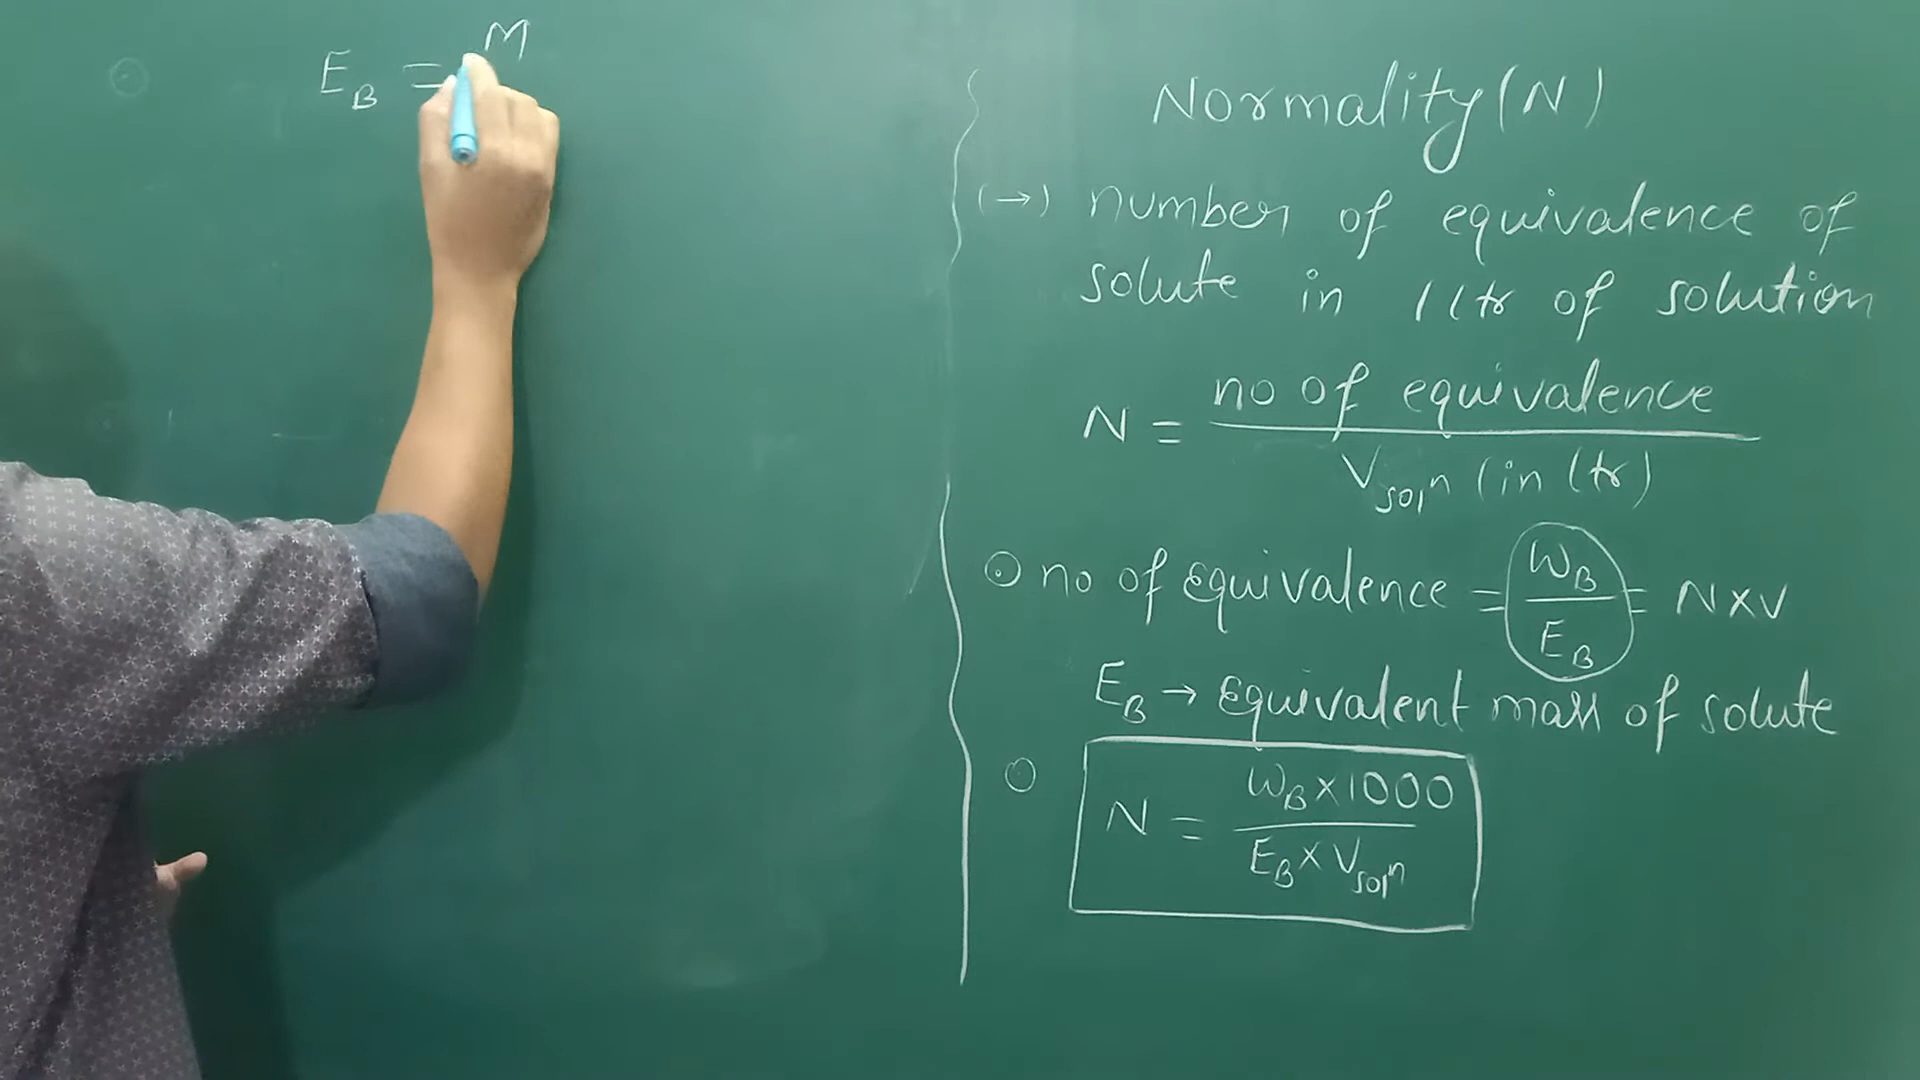 E_B = M
Normality (N)
(→) number of equivalence of
solute in 1 ltr of solution
N = no of equivalence / V_solⁿ (in ltr)
⊙ no of equivalence = W_B / E_B = N x V
E_B → Equivalent mass of solute
○ N = W_B x 1000 / E_B x V_solⁿ